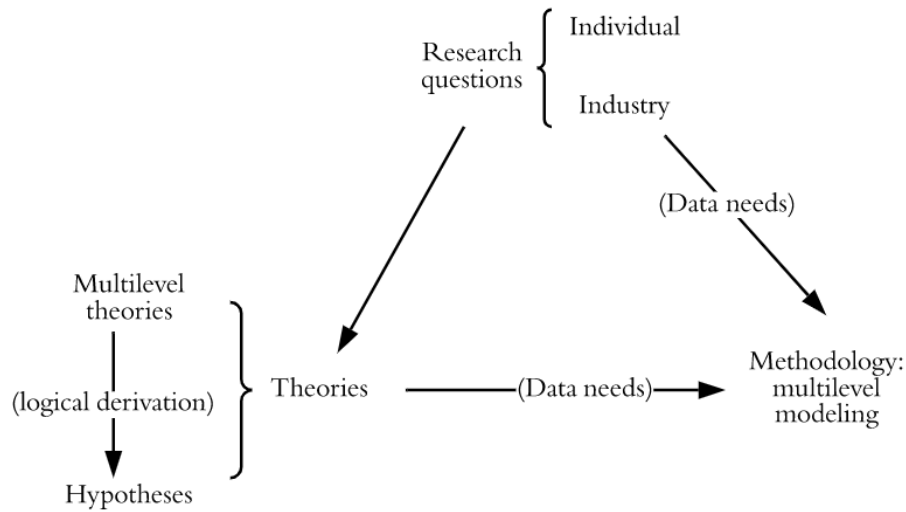 Research
questions
Individual
Industry
(Data needs)
Multilevel
theories
(logical derivation)
Hypotheses
Theories
(Data needs)
Methodology:
multilevel
modeling